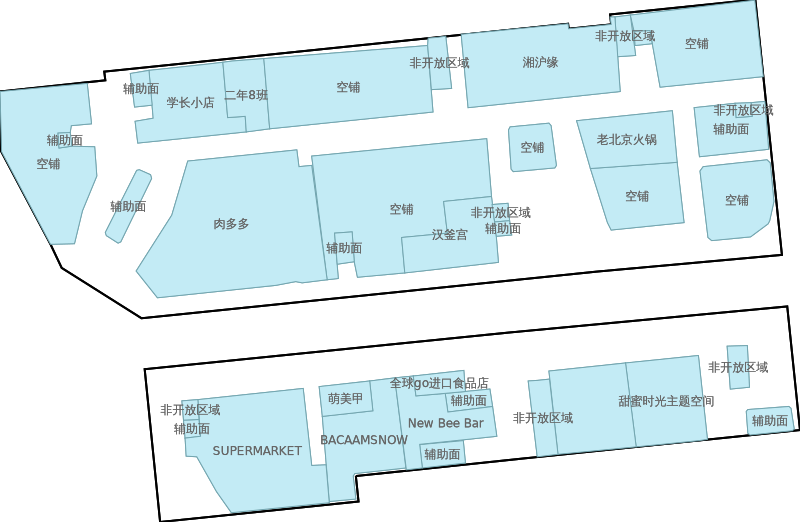 非开放区域
空铺
非开放区域
湘沪缘
辅助面
学长小店
二年8班
空铺
非开放区域
辅助面
辅助面
空铺
空铺
老北京火锅
辅助面
肉多多
空铺
空铺
空铺
非开放区域
辅助面
汉釜宫
辅助面
非开放区域
全球go进口食品店
萌美甲
辅助面
甜蜜时光主题空间
非开放区域
辅助面
非开放区域
New Bee Bar
辅助面
BACAAMSNOW
SUPERMARKET
辅助面